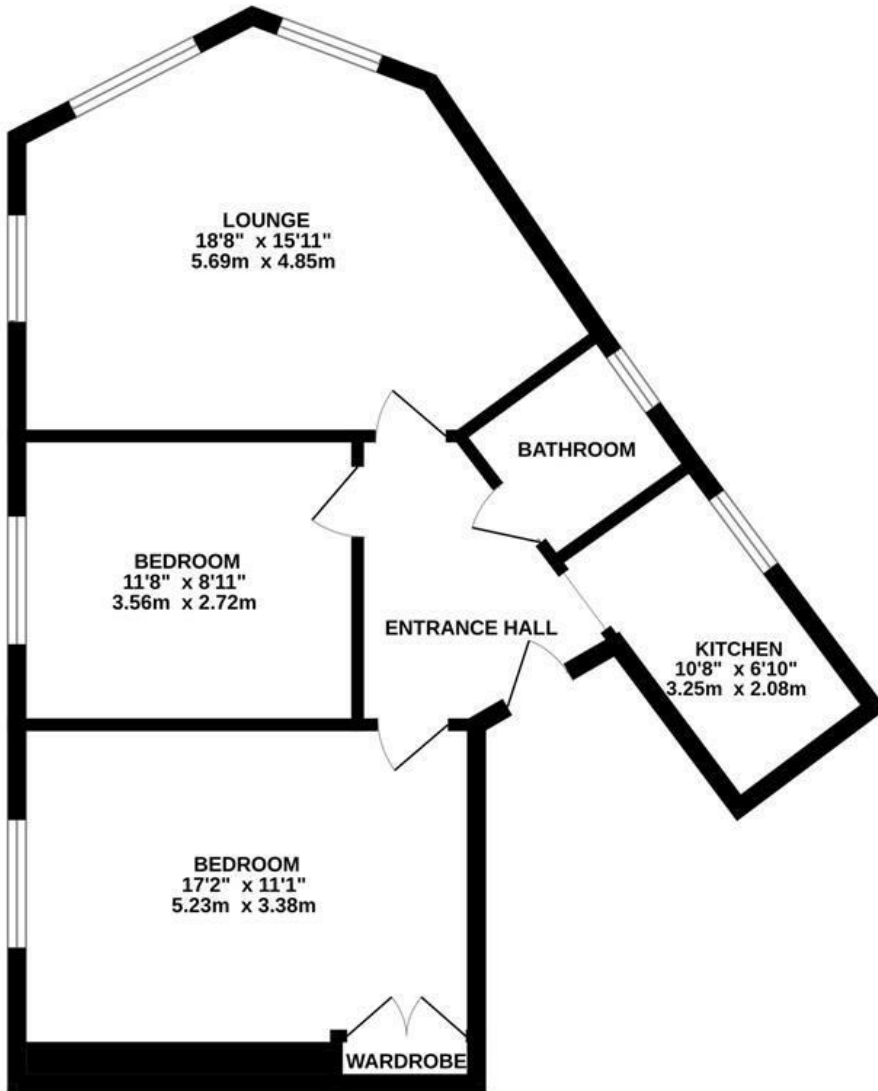 LOUNGE
18'8" x 15'11"
5.69m x 4.85m
BATHROOM
BEDROOM
11'8" x 8'11"
3.56m x 2.72m
ENTRANCE HALL
KITCHEN
10'8" x 6'10"
3.25m x 2.08m
BEDROOM
17'2" x 11'1"
5.23m x 3.38m
WARDROBE